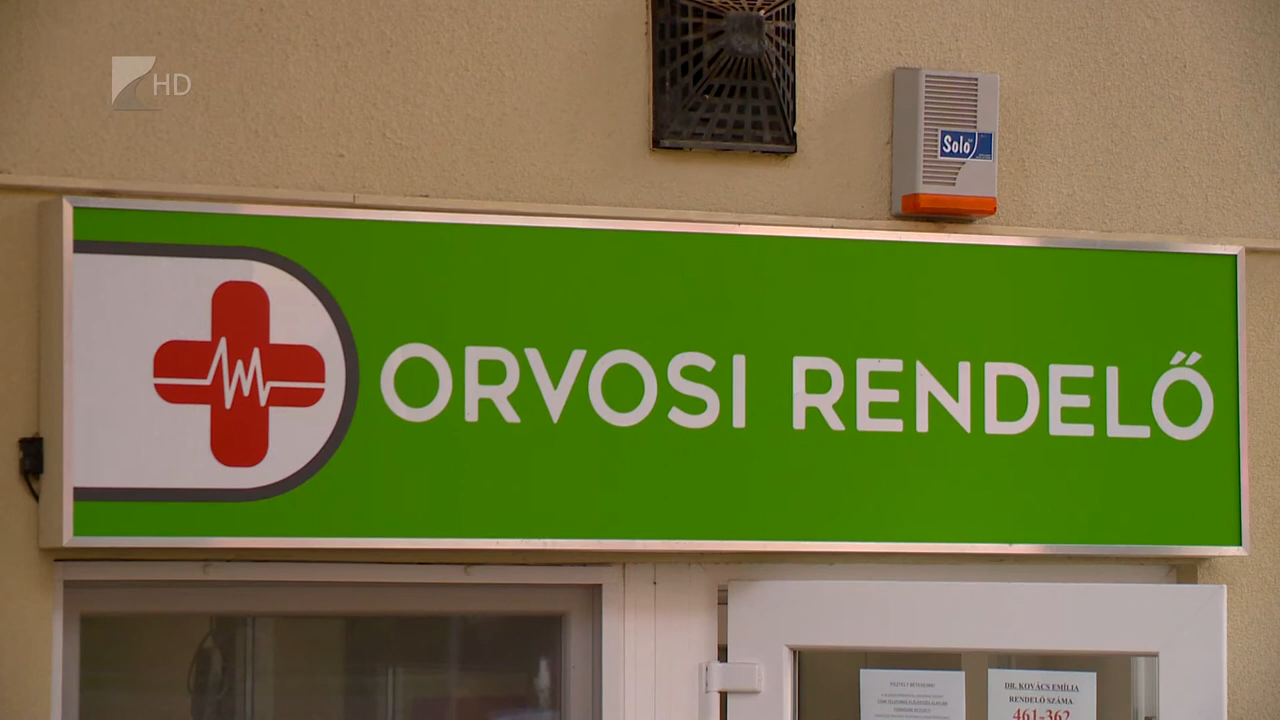 HD
Solo
ORVOSI RENDELŐ
DR. KOVÁCS EMÍLIA
RENDELŐ SZÁMA
461-362